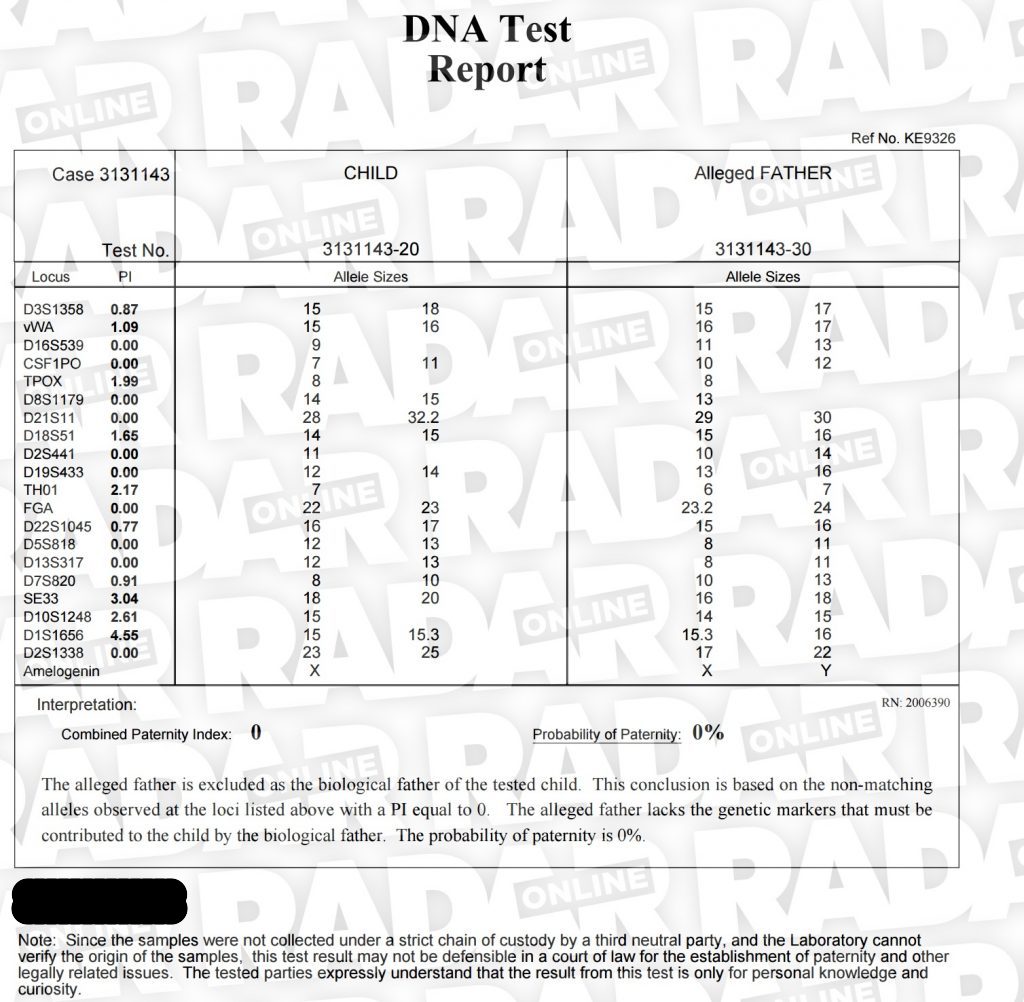 DNA Test
Report
Ref No. KE9326
Case 3131143 CHILD Alleged FATHER
Test No. 3131143-20 3131143-30
Locus PI Allele Sizes Allele Sizes
D3S1358 0.87 15 18 15 17
vWA 1.09 15 16 16 17
D16S539 0.00 9 11 13
CSF1PO 0.00 7 11 10 12
TPOX 1.99 8 8
D8S1179 0.00 14 15 13
D21S11 0.00 28 32.2 29 30
D18S51 1.65 14 15 15 16
D2S441 0.00 11 10 14
D19S433 0.00 12 14 13 16
TH01 2.17 7 6 7
FGA 0.00 22 23 23.2 24
D22S1045 0.77 16 17 15 16
D5S818 0.00 12 13 8 11
D13S317 0.00 12 13 8 11
D7S820 0.91 8 10 10 13
SE33 3.04 18 20 16 18
D10S1248 2.61 15 14 15
D1S1656 4.55 15 15.3 15.3 16
D2S1338 0.00 23 25 17 22
Amelogenin X X Y
Interpretation: RN: 2006390
Combined Paternity Index: 0 Probability of Paternity: 0%
The alleged father is excluded as the biological father of the tested child. This conclusion is based on the non-matching
alleles observed at the loci listed above with a PI equal to 0. The alleged father lacks the genetic markers that must be
contributed to the child by the biological father. The probability of paternity is 0%.
Note: Since the samples were not collected under a strict chain of custody by a third neutral party, and the Laboratory cannot
verify the origin of the samples, this test result may not be defensible in a court of law for the establishment of paternity and other
legally related issues. The tested parties expressly understand that the result from this test is only for personal knowledge and
curiosity.
RADAR ONLINE